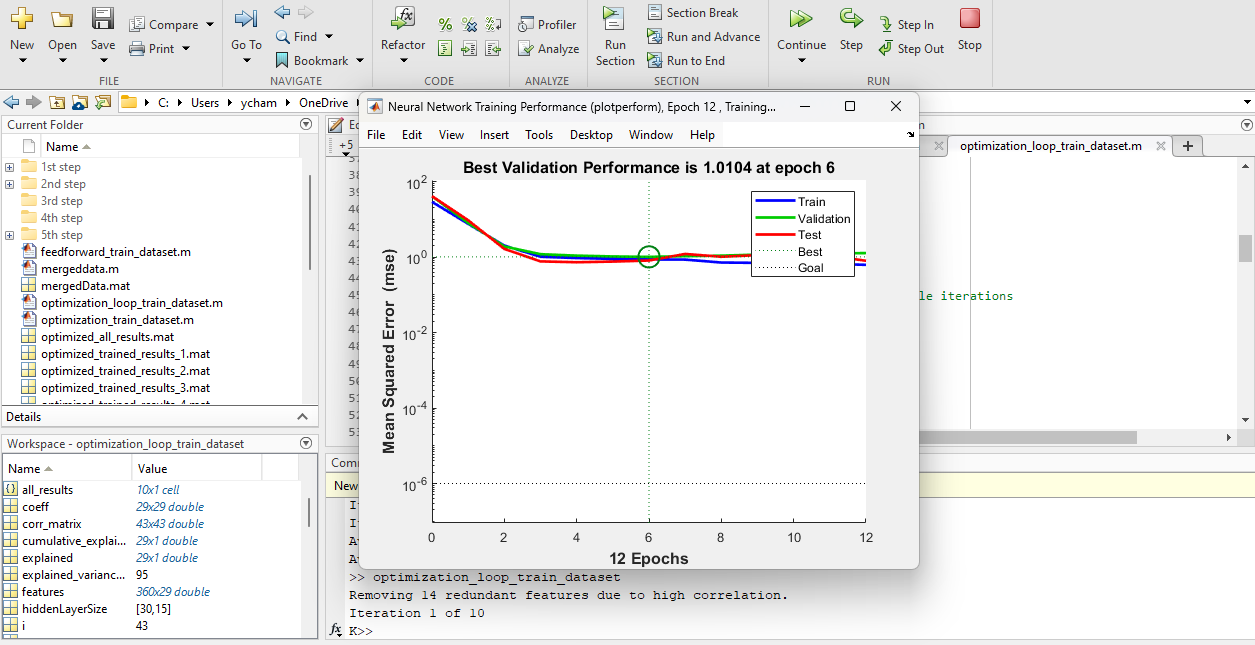 New
Open
Save
Compare
Print
FILE
Go To
Find
Bookmark
NAVIGATE
Refactor
fx
CODE
Profiler
Analyze
ANALYZE
Run
Section
Section Break
Run and Advance
Run to End
SECTION
Continue
Step
Step In
Step Out
Stop
RUN
C: Users ycham OneDrive
Current Folder
Name
1st step
2nd step
3rd step
4th step
5th step
feedforward_train_dataset.m
mergeddata.m
mergedData.mat
optimization_loop_train_dataset.m
optimization_train_dataset.m
optimized_all_results.mat
optimized_trained_results_1.mat
optimized_trained_results_2.mat
optimized_trained_results_3.mat
optimized_trained_results_4.mat
Details
Workspace - optimization_loop_train_dataset
Name Value
all_results 10x1 cell
coeff 29x29 double
corr_matrix 43x43 double
cumulative_explai... 29x1 double
explained 29x1 double
explained_varianc... 95
features 360x29 double
hiddenLayerSize [30,15]
i 43
Neural Network Training Performance (plotperform), Epoch 12 , Training...
File Edit View Insert Tools Desktop Window Help
Best Validation Performance is 1.0104 at epoch 6
Mean Squared Error (mse)
10^2
10^0
10^-2
10^-4
10^-6
Train
Validation
Test
Best
Goal
0 2 4 6 8 10 12
12 Epochs
+5
optimization_loop_train_dataset.m
+
le iterations
New
>> optimization_loop_train_dataset
Removing 14 redundant features due to high correlation.
Iteration 1 of 10
fx K>>